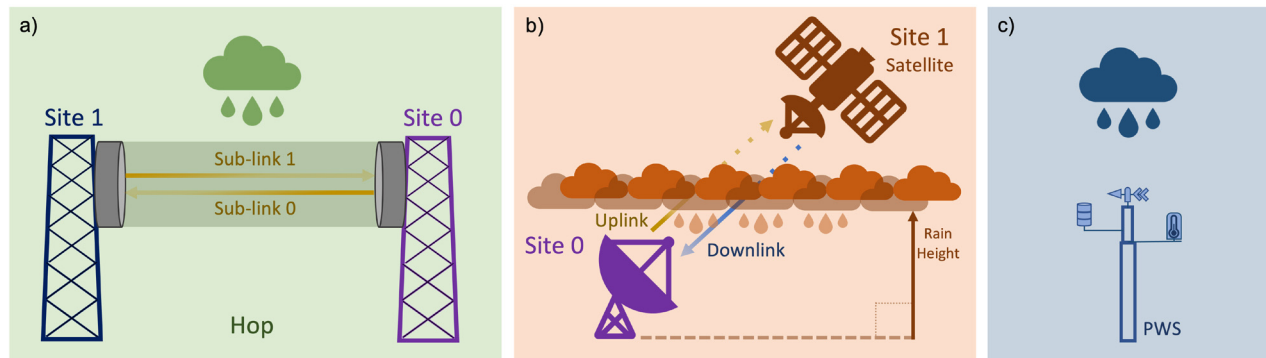 a)
Site 1
Site 0
Sub-link 1
Sub-link 0
Hop
b)
Site 1
Satellite
Uplink
Site 0
Downlink
Rain
Height
c)
PWS